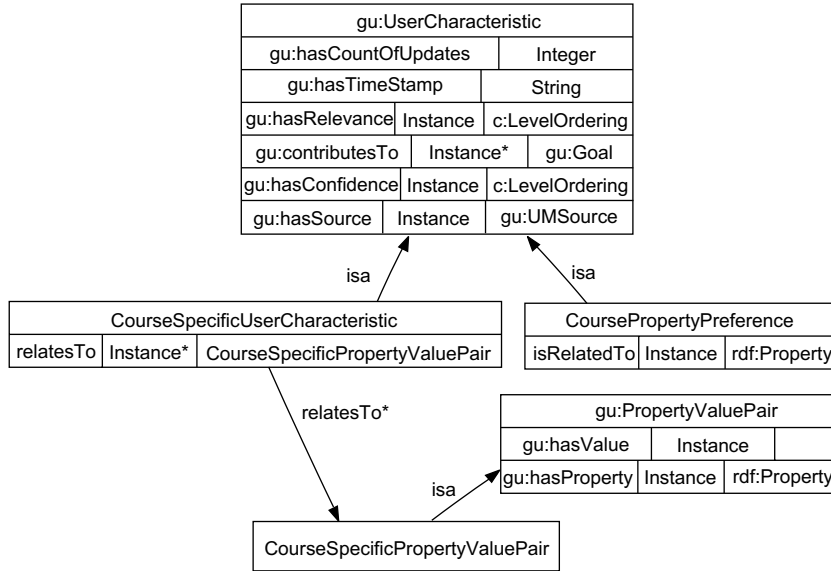 gu:UserCharacteristic
gu:hasCountOfUpdates Integer
gu:hasTimeStamp String
gu:hasRelevance Instance c:LevelOrdering
gu:contributesTo Instance* gu:Goal
gu:hasConfidence Instance c:LevelOrdering
gu:hasSource Instance gu:UMSource
isa
isa
CourseSpecificUserCharacteristic
relatesTo Instance* CourseSpecificPropertyValuePair
CoursePropertyPreference
isRelatedTo Instance rdf:Property
relatesTo*
gu:PropertyValuePair
gu:hasValue Instance
gu:hasProperty Instance rdf:Property
isa
CourseSpecificPropertyValuePair